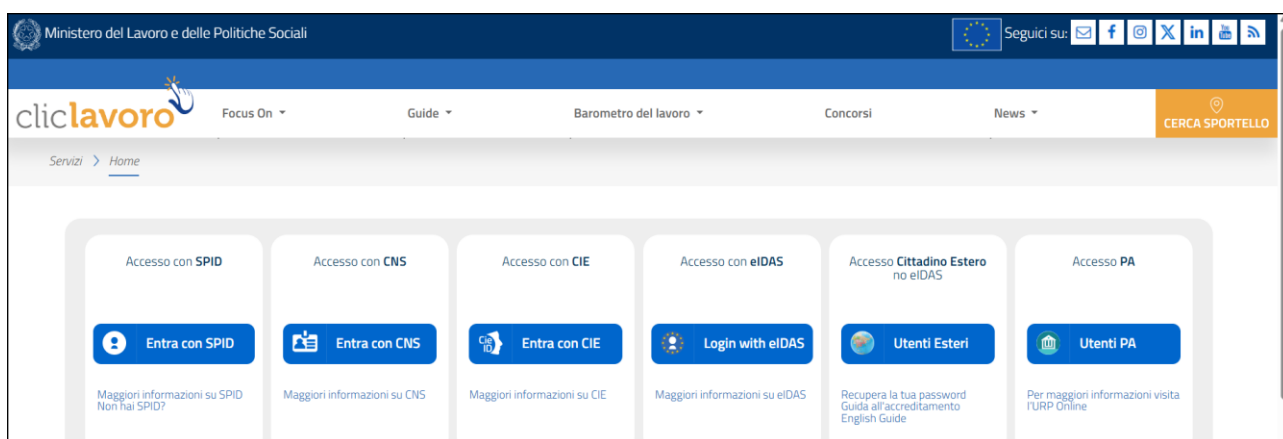 Ministero del Lavoro e delle Politiche Sociali
Seguici su:
cliclavoro
Focus On
Guide
Barometro del lavoro
Concorsi
News
CERCA SPORTELLO
Servizi > Home
Accesso con SPID
Accesso con CNS
Accesso con CIE
Accesso con eIDAS
Accesso Cittadino Estero
no eIDAS
Accesso PA
Entra con SPID
Entra con CNS
Cie
ID
Entra con CIE
Login with eIDAS
Utenti Esteri
Utenti PA
Maggiori informazioni su SPID
Non hai SPID?
Maggiori informazioni su CNS
Maggiori informazioni su CIE
Maggiori informazioni su eIDAS
Recupera la tua password
Guida all'accreditamento
English Guide
Per maggiori informazioni visita
l'URP Online